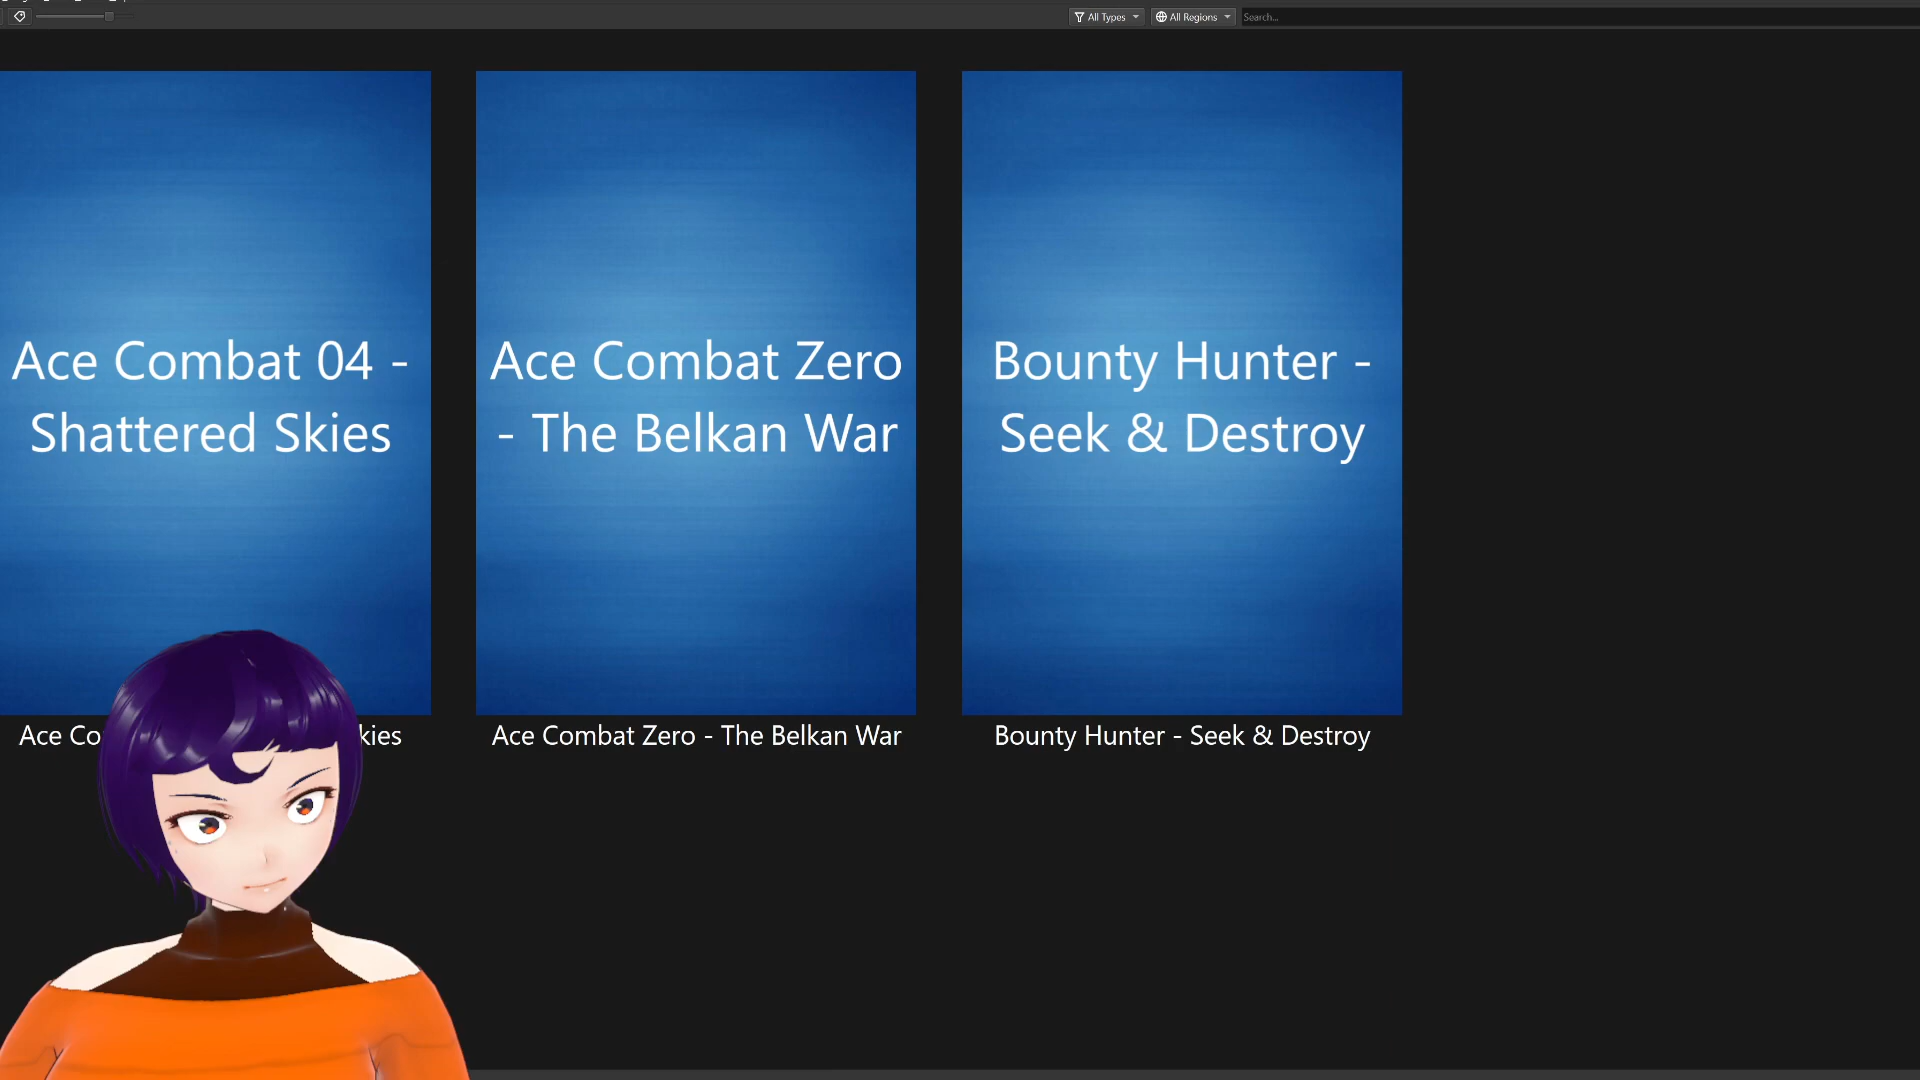 All Types
All Regions
Search...
Ace Combat 04 -
Shattered Skies
Ace Combat Zero
- The Belkan War
Bounty Hunter -
Seek & Destroy
Ace Co kies
Ace Combat Zero - The Belkan War
Bounty Hunter - Seek & Destroy